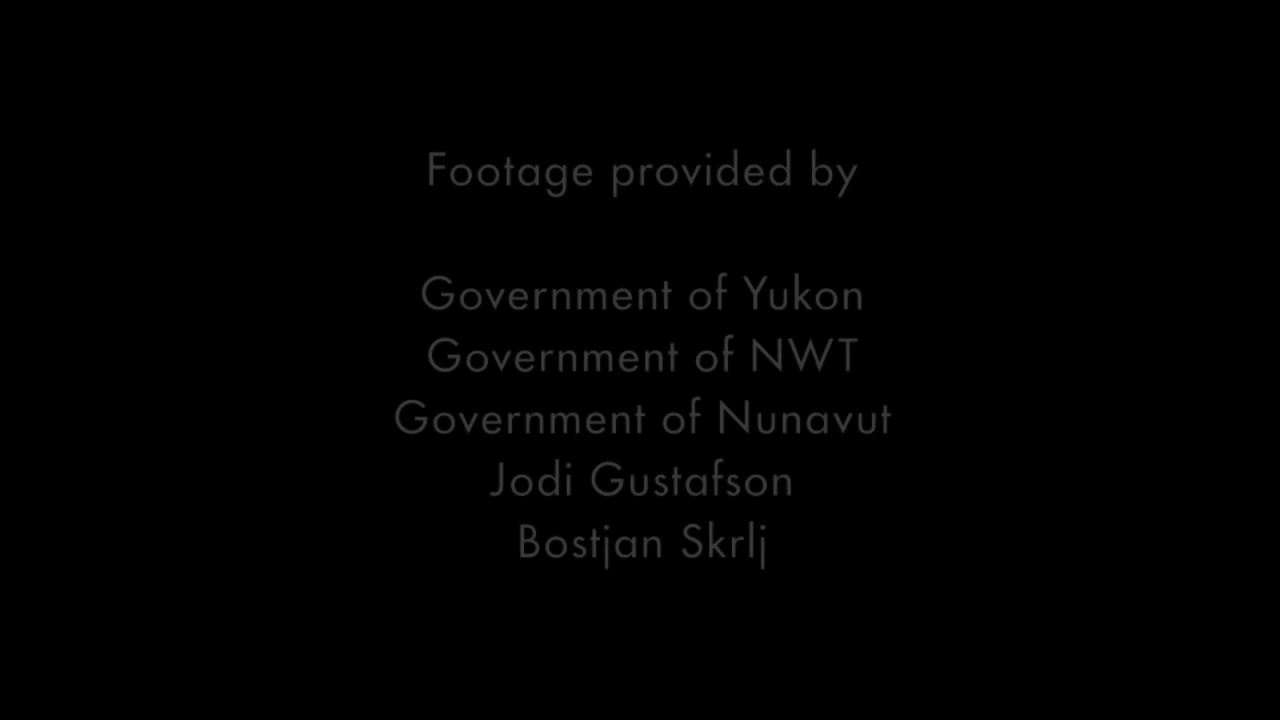 Footage provided by
Government of Yukon
Government of NWT
Government of Nunavut
Jodi Gustafson
Bostjan Skrlj